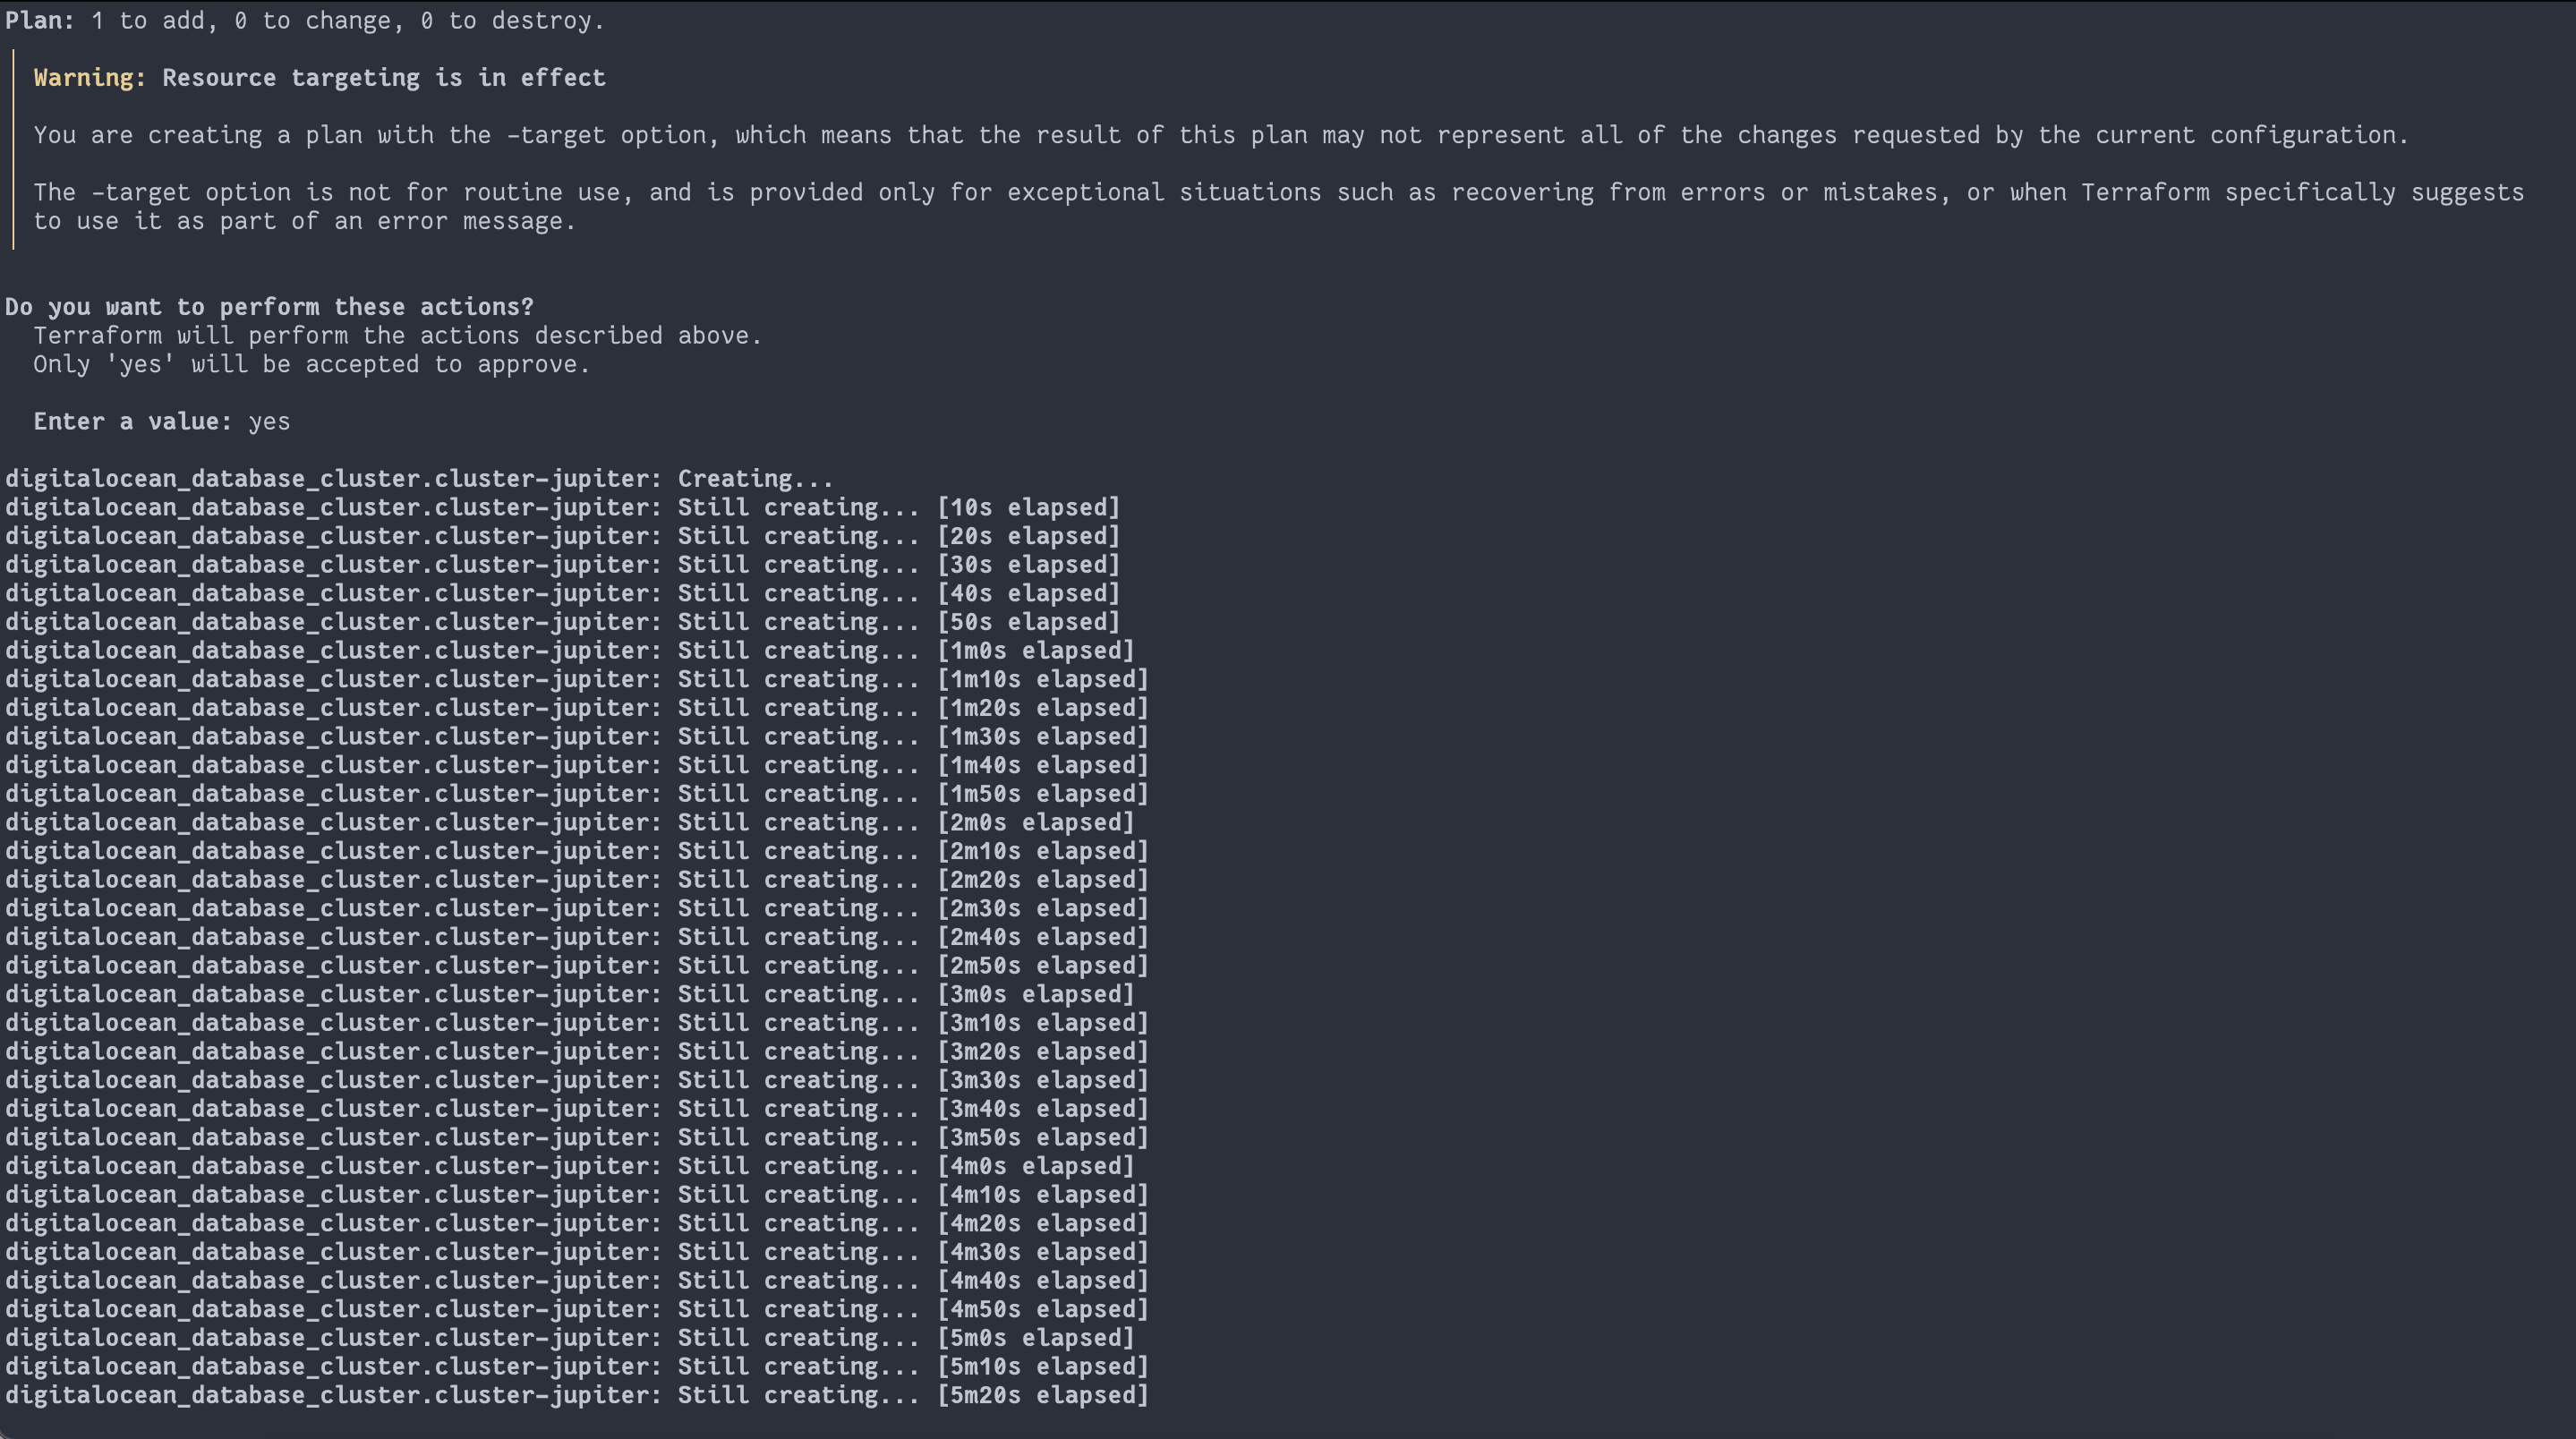 Plan: 1 to add, 0 to change, 0 to destroy.
Warning: Resource targeting is in effect
You are creating a plan with the -target option, which means that the result of this plan may not represent all of the changes requested by the current configuration.
The -target option is not for routine use, and is provided only for exceptional situations such as recovering from errors or mistakes, or when Terraform specifically suggests
to use it as part of an error message.
Do you want to perform these actions?
Terraform will perform the actions described above.
Only 'yes' will be accepted to approve.
Enter a value: yes
digitalocean_database_cluster.cluster-jupiter: Creating...
digitalocean_database_cluster.cluster-jupiter: Still creating... [10s elapsed]
digitalocean_database_cluster.cluster-jupiter: Still creating... [20s elapsed]
digitalocean_database_cluster.cluster-jupiter: Still creating... [30s elapsed]
digitalocean_database_cluster.cluster-jupiter: Still creating... [40s elapsed]
digitalocean_database_cluster.cluster-jupiter: Still creating... [50s elapsed]
digitalocean_database_cluster.cluster-jupiter: Still creating... [1m0s elapsed]
digitalocean_database_cluster.cluster-jupiter: Still creating... [1m10s elapsed]
digitalocean_database_cluster.cluster-jupiter: Still creating... [1m20s elapsed]
digitalocean_database_cluster.cluster-jupiter: Still creating... [1m30s elapsed]
digitalocean_database_cluster.cluster-jupiter: Still creating... [1m40s elapsed]
digitalocean_database_cluster.cluster-jupiter: Still creating... [1m50s elapsed]
digitalocean_database_cluster.cluster-jupiter: Still creating... [2m0s elapsed]
digitalocean_database_cluster.cluster-jupiter: Still creating... [2m10s elapsed]
digitalocean_database_cluster.cluster-jupiter: Still creating... [2m20s elapsed]
digitalocean_database_cluster.cluster-jupiter: Still creating... [2m30s elapsed]
digitalocean_database_cluster.cluster-jupiter: Still creating... [2m40s elapsed]
digitalocean_database_cluster.cluster-jupiter: Still creating... [2m50s elapsed]
digitalocean_database_cluster.cluster-jupiter: Still creating... [3m0s elapsed]
digitalocean_database_cluster.cluster-jupiter: Still creating... [3m10s elapsed]
digitalocean_database_cluster.cluster-jupiter: Still creating... [3m20s elapsed]
digitalocean_database_cluster.cluster-jupiter: Still creating... [3m30s elapsed]
digitalocean_database_cluster.cluster-jupiter: Still creating... [3m40s elapsed]
digitalocean_database_cluster.cluster-jupiter: Still creating... [3m50s elapsed]
digitalocean_database_cluster.cluster-jupiter: Still creating... [4m0s elapsed]
digitalocean_database_cluster.cluster-jupiter: Still creating... [4m10s elapsed]
digitalocean_database_cluster.cluster-jupiter: Still creating... [4m20s elapsed]
digitalocean_database_cluster.cluster-jupiter: Still creating... [4m30s elapsed]
digitalocean_database_cluster.cluster-jupiter: Still creating... [4m40s elapsed]
digitalocean_database_cluster.cluster-jupiter: Still creating... [4m50s elapsed]
digitalocean_database_cluster.cluster-jupiter: Still creating... [5m0s elapsed]
digitalocean_database_cluster.cluster-jupiter: Still creating... [5m10s elapsed]
digitalocean_database_cluster.cluster-jupiter: Still creating... [5m20s elapsed]